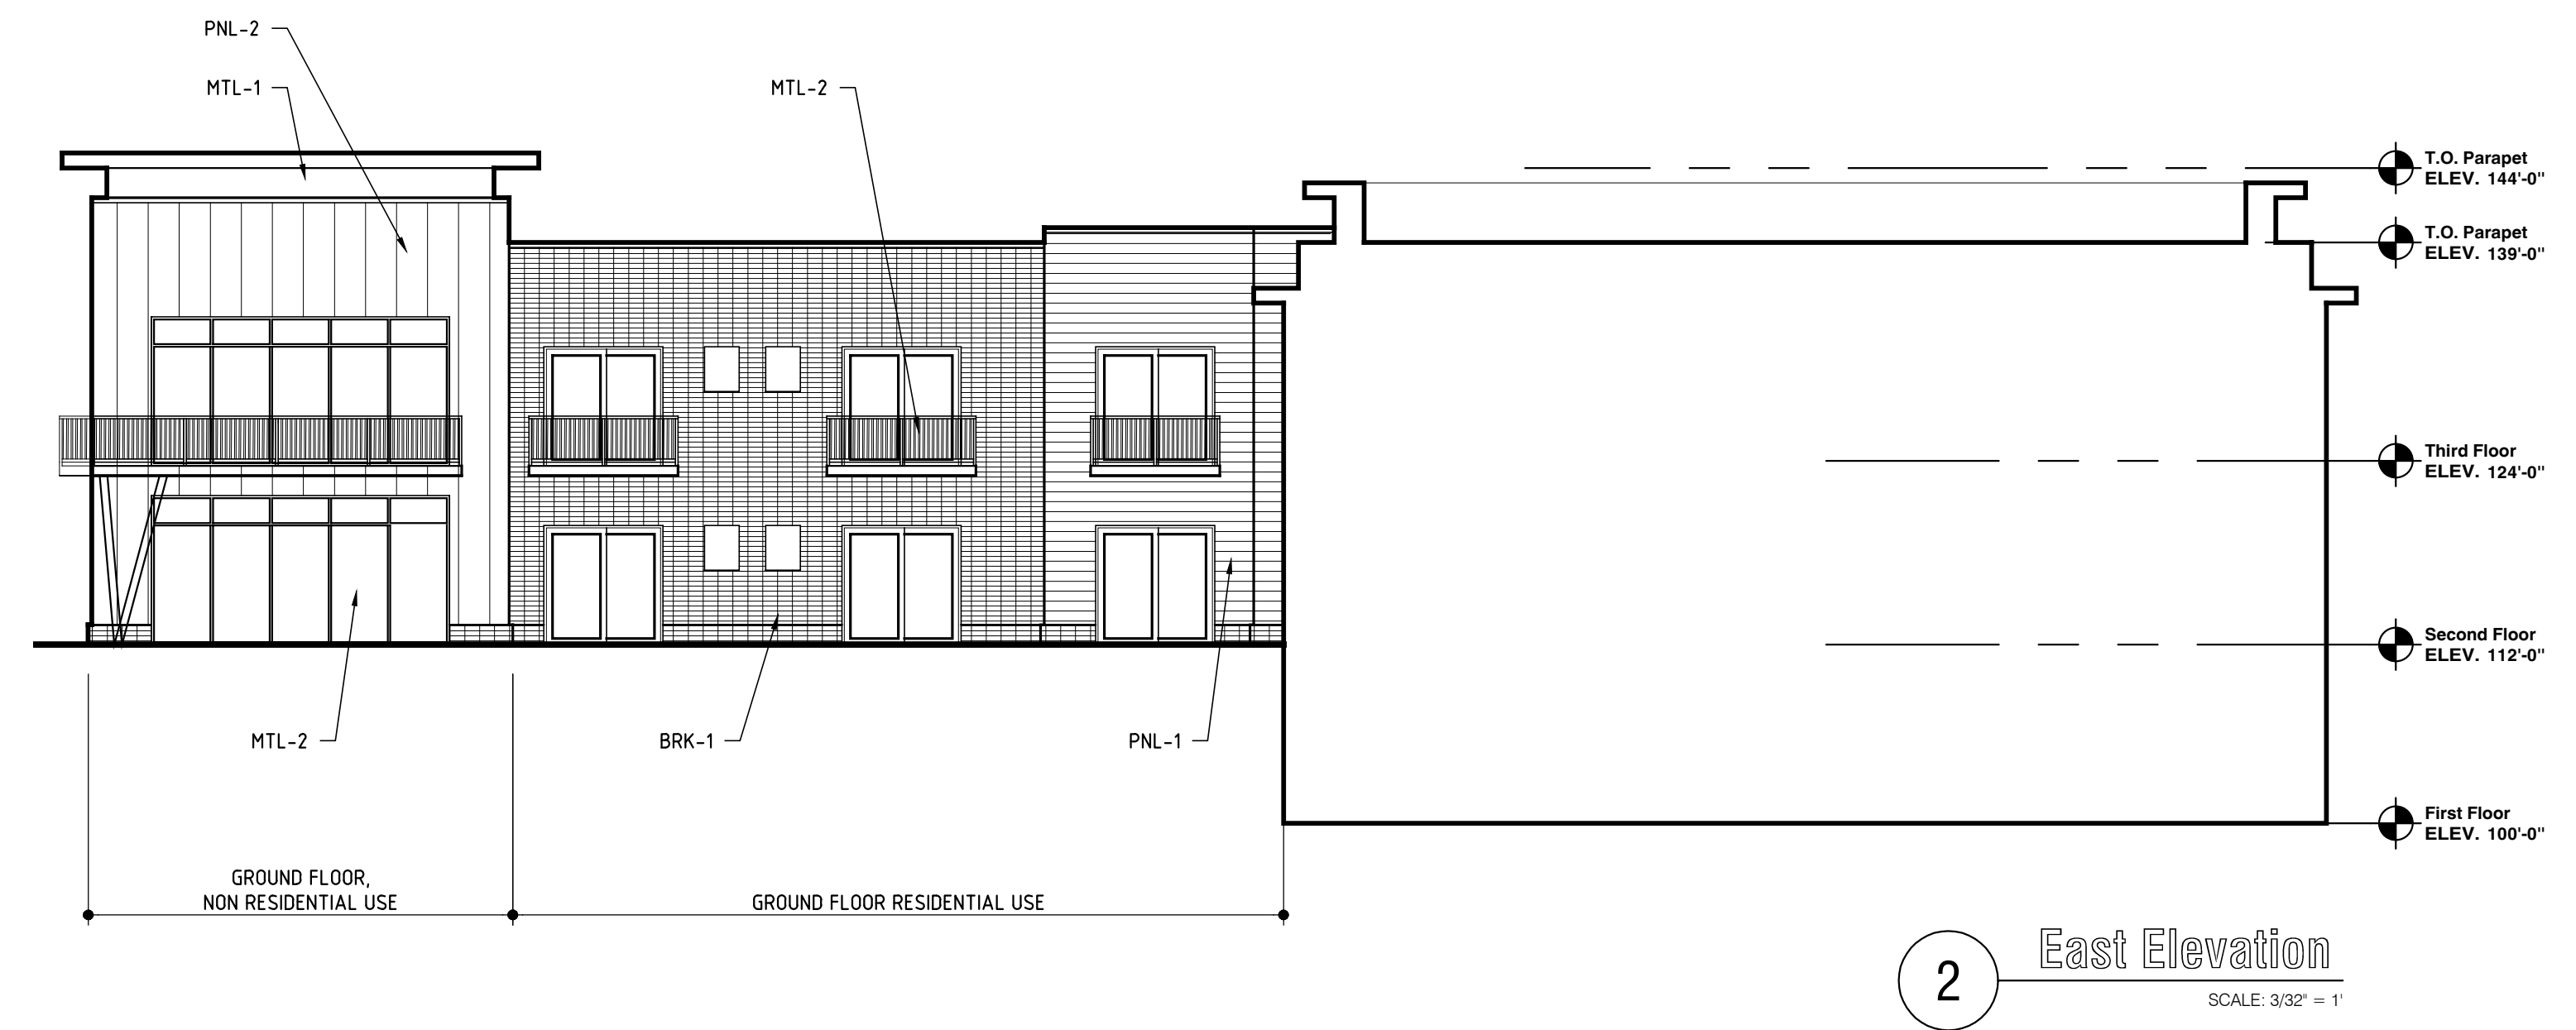 PNL-2
MTL-1
MTL-2
T.O. Parapet
ELEV. 144'-0"
T.O. Parapet
ELEV. 139'-0"
Third Floor
ELEV. 124'-0"
Second Floor
ELEV. 112'-0"
MTL-2
BRK-1
PNL-1
First Floor
ELEV. 100'-0"
GROUND FLOOR,
NON RESIDENTIAL USE
GROUND FLOOR RESIDENTIAL USE
2
East Elevation
SCALE: 3/32" = 1'